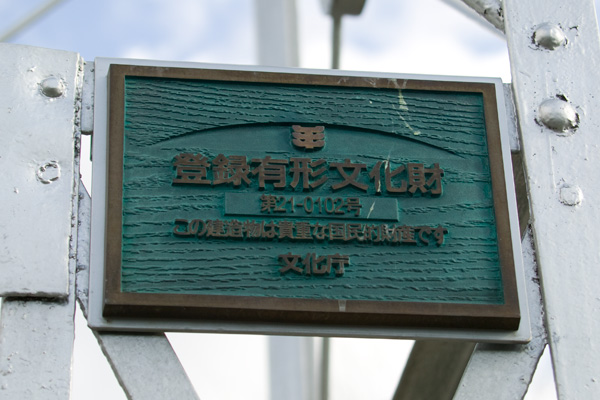 登録有形文化財
第21-0102号
この建造物は貴重な国民的財産です
文化庁